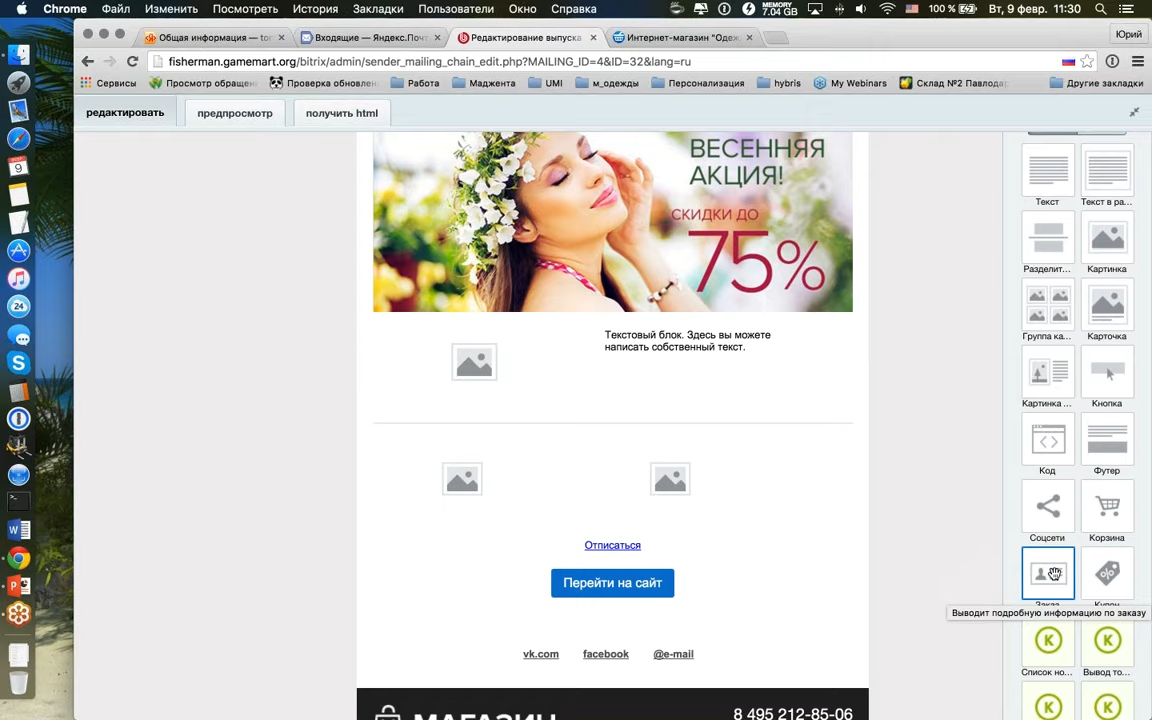 Chrome Файл Изменить Посмотреть История Закладки Пользователи Окно Справка MEMORY 7.04 GB 100 % Вт, 9 февр. 11:30
Входящие — Яндекс.Почт
Редактирование выпуска
Интернет-магазин "Одеж
Юрий
fisherman.gamemart.org/bitrix/admin/sender_mailing_chain_edit.php?MAILING_ID=4&ID=32&lang=ru
Сервисы Просмотр обращен Проверка обновлен Работа Маджента UMI м_одежды Персонализация hybris My Webinars Склад №2 Павлодар Другие закладки
редактировать предпросмотр получить html
ВЕСЕННЯЯ
АКЦИЯ!
СКИДКИ ДО
75%
Текстовый блок. Здесь вы можете
написать собственный текст.
Отписаться
Перейти на сайт
vk.com facebook @e-mail
МАГАЗИН
8 495 212-85-06
Текст Текст в ра...
Разделит... Картинка
Группа ка... Карточка
Картинка ... Кнопка
Код Футер
Соцсети Корзина
Заказ Купон
Выводит подробную информацию по заказу
Список но... Вывод то...